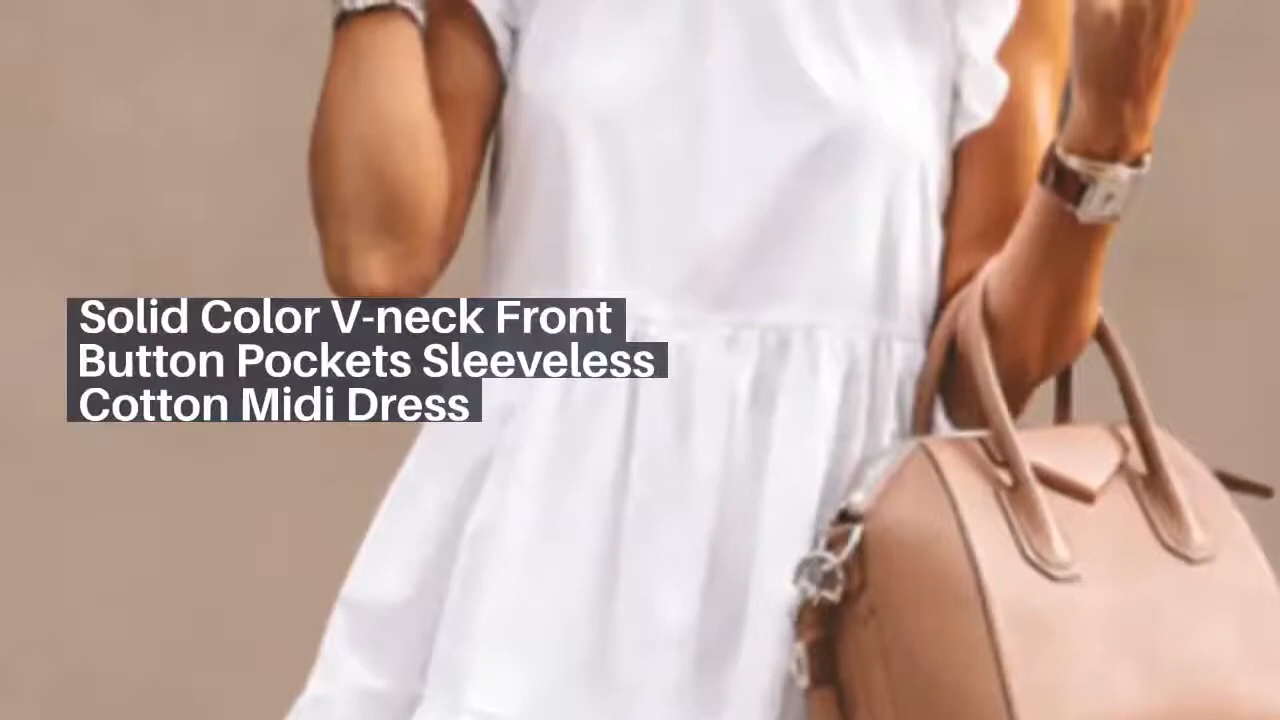 Solid Color V-neck Front
Button Pockets Sleeveless
Cotton Midi Dress